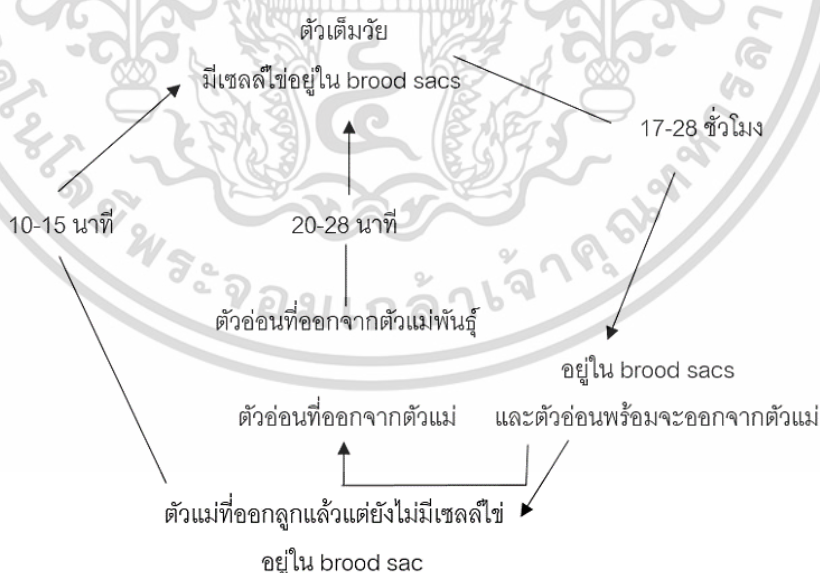 ตัวเต็มวัย
มีเซลล์ไข่อยู่ใน brood sacs
17-28 ชั่วโมง
10-15 นาที
20-28 นาที
ตัวอ่อนที่ออกจากตัวแม่พันธุ์
อยู่ใน brood sacs
ตัวอ่อนที่ออกจากตัวแม่
และตัวอ่อนพร้อมจะออกจากตัวแม่
ตัวแม่ที่ออกลูกแล้วแต่ยังไม่มีเซลล์ไข่
อยู่ใน brood sac